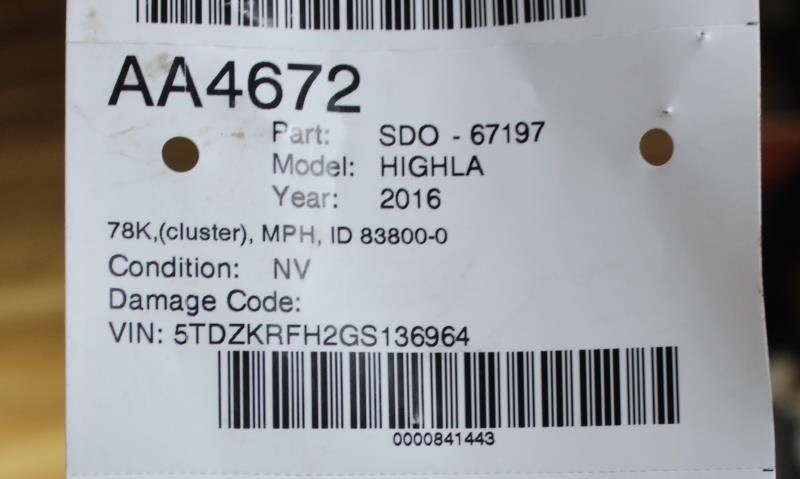 AA4672
Part: SDO - 67197
Model: HIGHLA
Year: 2016
78K,(cluster), MPH, ID 83800-0
Condition: NV
Damage Code:
VIN: 5TDZKRFH2GS136964
0000841443